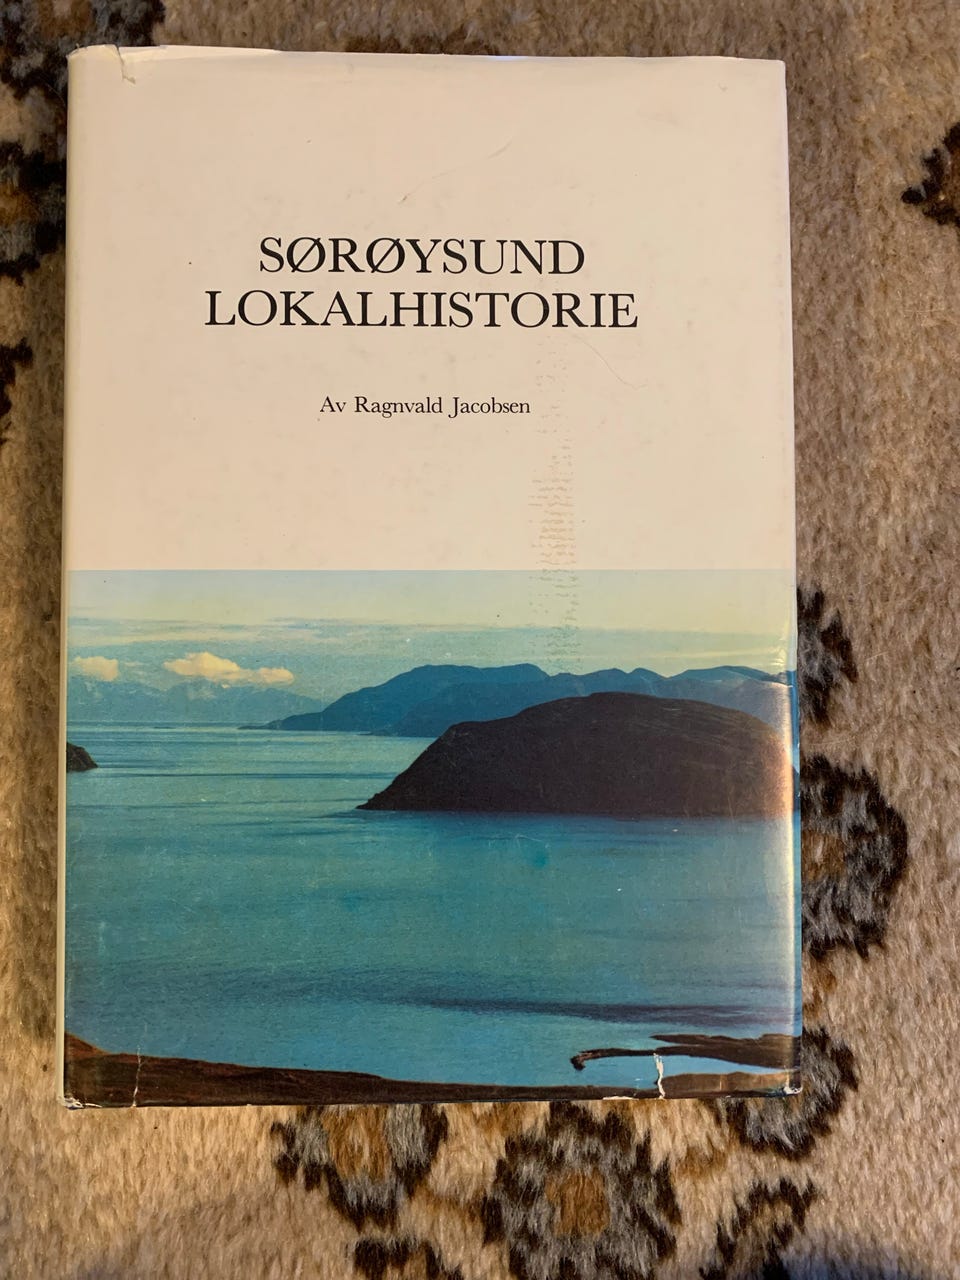 SØRØYSUND
LOKALHISTORIE
Av Ragnvald Jacobsen